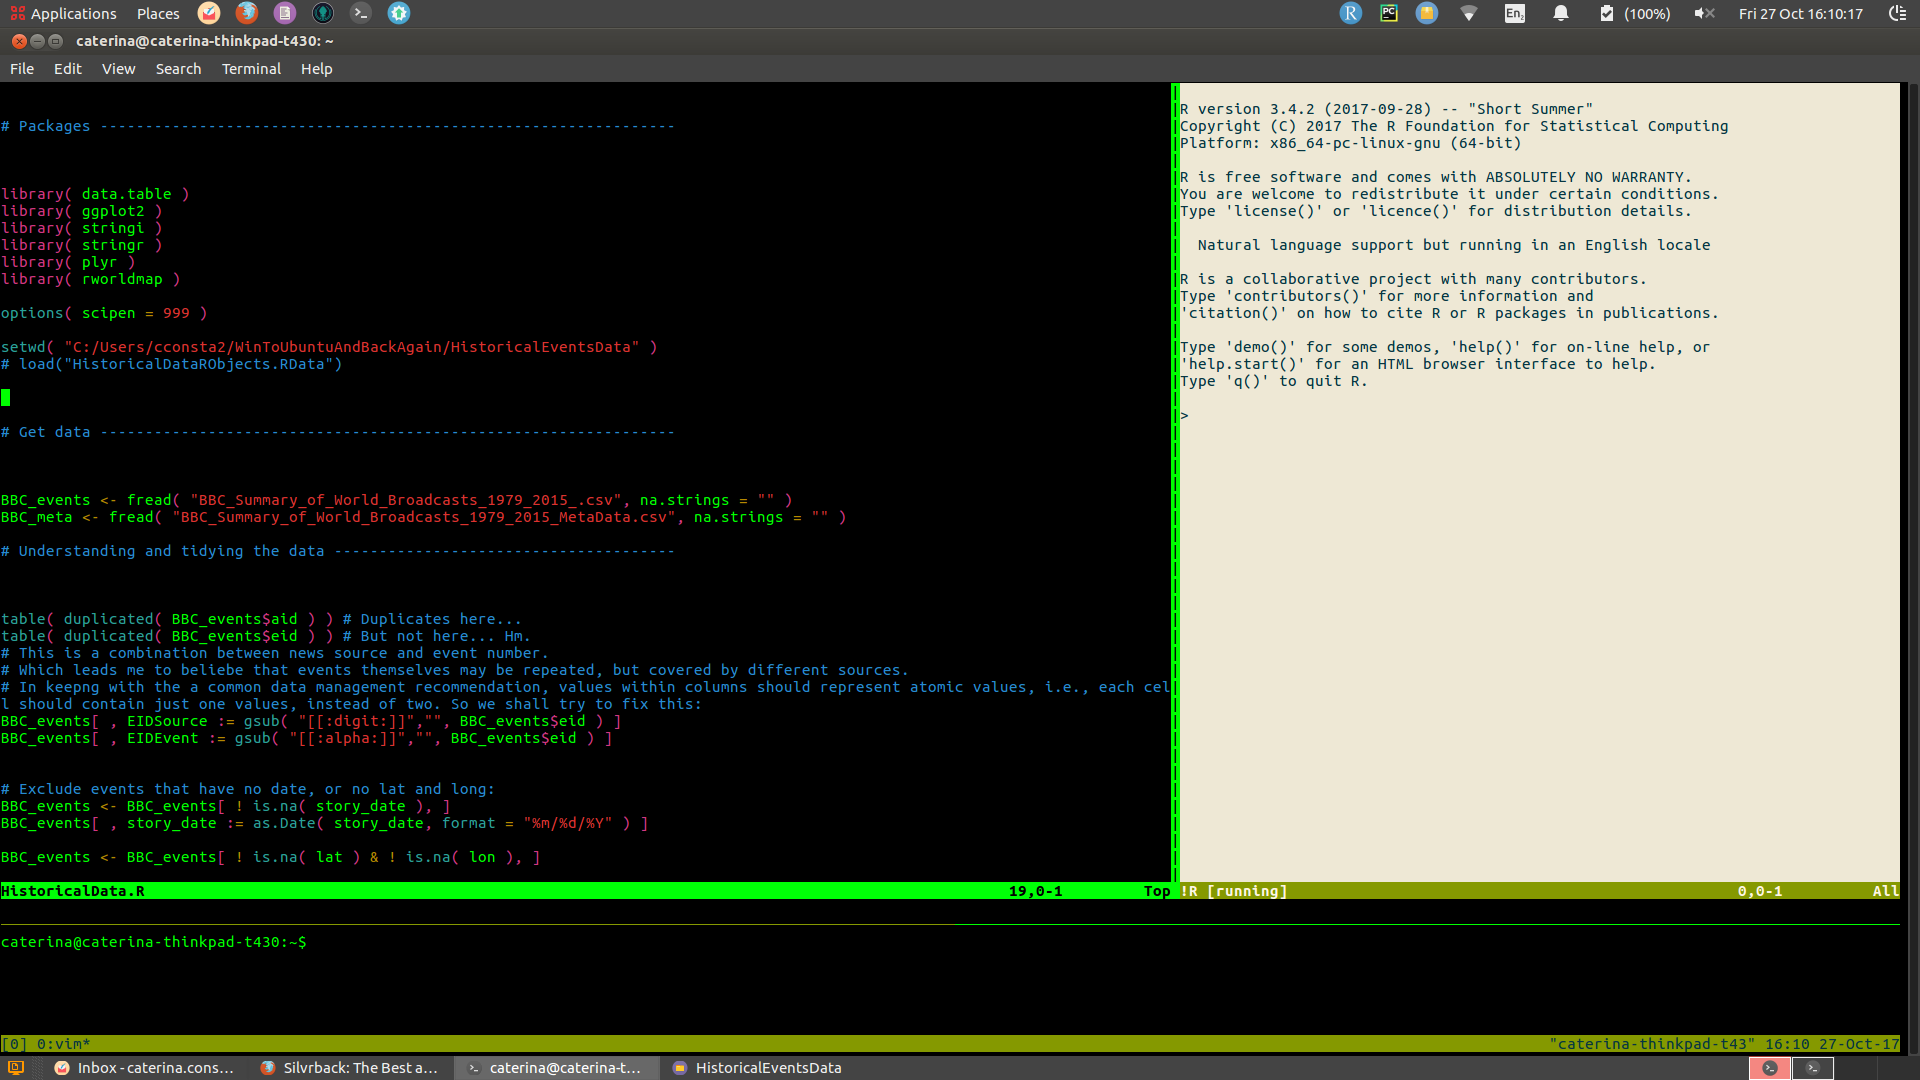 Applications Places (100%) Fri 27 Oct 16:10:17
R PC En2
caterina@caterina-thinkpad-t430: ~
File Edit View Search Terminal Help
# Packages ----------------------------------------------------------------
library( data.table )
library( ggplot2 )
library( stringi )
library( stringr )
library( plyr )
library( rworldmap )
options( scipen = 999 )
setwd( "C:/Users/cconsta2/WinToUbuntuAndBackAgain/HistoricalEventsData" )
# load("HistoricalDataRObjects.RData")
# Get data ----------------------------------------------------------------
BBC_events <- fread( "BBC_Summary_of_World_Broadcasts_1979_2015_.csv", na.strings = "" )
BBC_meta <- fread( "BBC_Summary_of_World_Broadcasts_1979_2015_MetaData.csv", na.strings = "" )
# Understanding and tidying the data --------------------------------------
table( duplicated( BBC_events$aid ) ) # Duplicates here...
table( duplicated( BBC_events$eid ) ) # But not here... Hm.
# This is a combination between news source and event number.
# Which leads me to beliebe that events themselves may be repeated, but covered by different sources.
# In keepng with the a common data management recommendation, values within columns should represent atomic values, i.e., each cel
l should contain just one values, instead of two. So we shall try to fix this:
BBC_events[ , EIDSource := gsub( "[[:digit:]]","", BBC_events$eid ) ]
BBC_events[ , EIDEvent := gsub( "[[:alpha:]]","", BBC_events$eid ) ]
# Exclude events that have no date, or no lat and long:
BBC_events <- BBC_events[ ! is.na( story_date ), ]
BBC_events[ , story_date := as.Date( story_date, format = "%m/%d/%Y" ) ]
BBC_events <- BBC_events[ ! is.na( lat ) & ! is.na( lon ), ]
HistoricalData.R 19,0-1 Top
R version 3.4.2 (2017-09-28) -- "Short Summer"
Copyright (C) 2017 The R Foundation for Statistical Computing
Platform: x86_64-pc-linux-gnu (64-bit)
R is free software and comes with ABSOLUTELY NO WARRANTY.
You are welcome to redistribute it under certain conditions.
Type 'license()' or 'licence()' for distribution details.
Natural language support but running in an English locale
R is a collaborative project with many contributors.
Type 'contributors()' for more information and
'citation()' on how to cite R or R packages in publications.
Type 'demo()' for some demos, 'help()' for on-line help, or
'help.start()' for an HTML browser interface to help.
Type 'q()' to quit R.
>
!R [running] 0,0-1 All
caterina@caterina-thinkpad-t430:~$
[0] 0:vim* "caterina-thinkpad-t43" 16:10 27-Oct-17
Inbox - caterina.cons... Silvrback: The Best a... caterina@caterina-t... HistoricalEventsData